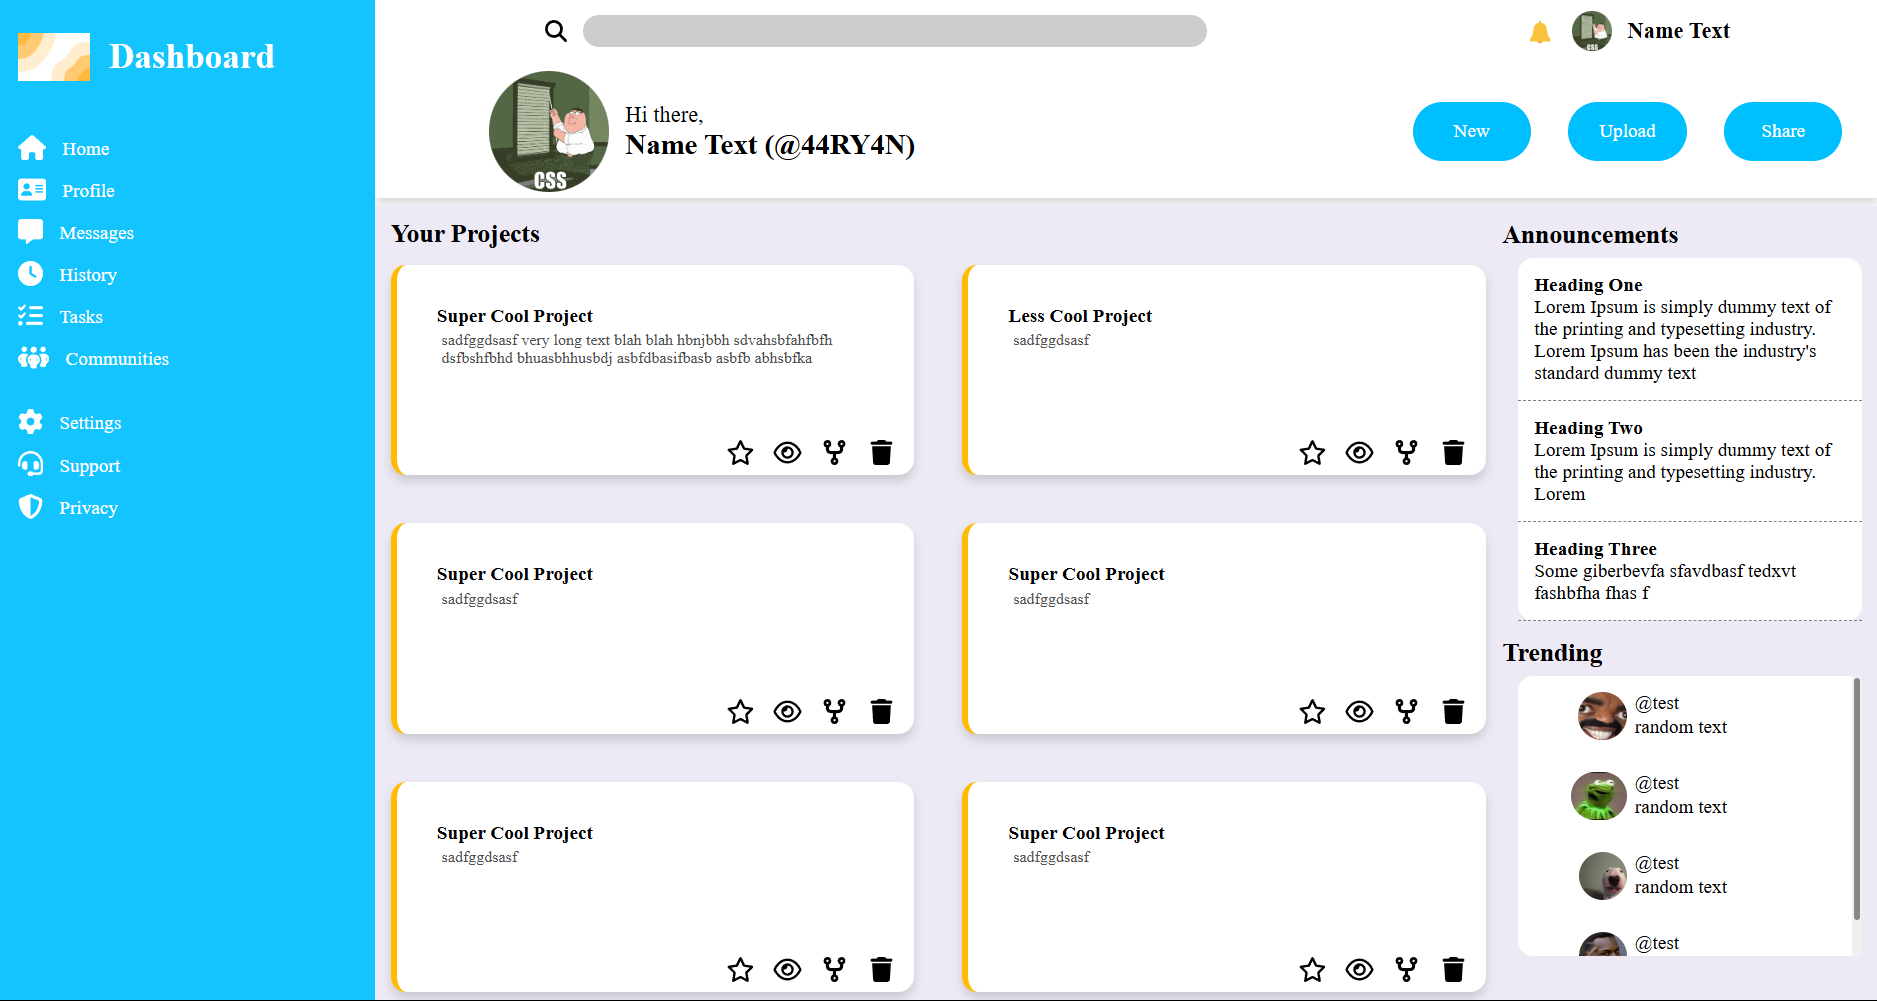 Dashboard
Home
Profile
Messages
History
Tasks
Communities
Settings
Support
Privacy
Name Text
CSS
CSS
Hi there,
Name Text (@44RY4N)
New
Upload
Share
Your Projects
Super Cool Project
sadfggdsasf very long text blah blah hbnjbbh sdvahsbfahfbfh
dsfbshfbhd bhuasbhhusbdj asbfdbasifbasb asbfb abhsbfka
Less Cool Project
sadfggdsasf
Super Cool Project
sadfggdsasf
Super Cool Project
sadfggdsasf
Super Cool Project
sadfggdsasf
Super Cool Project
sadfggdsasf
Announcements
Heading One
Lorem Ipsum is simply dummy text of
the printing and typesetting industry.
Lorem Ipsum has been the industry's
standard dummy text
Heading Two
Lorem Ipsum is simply dummy text of
the printing and typesetting industry.
Lorem
Heading Three
Some giberbevfa sfavdbasf tedxvt
fashbfha fhas f
Trending
@test
random text
@test
random text
@test
random text
@test